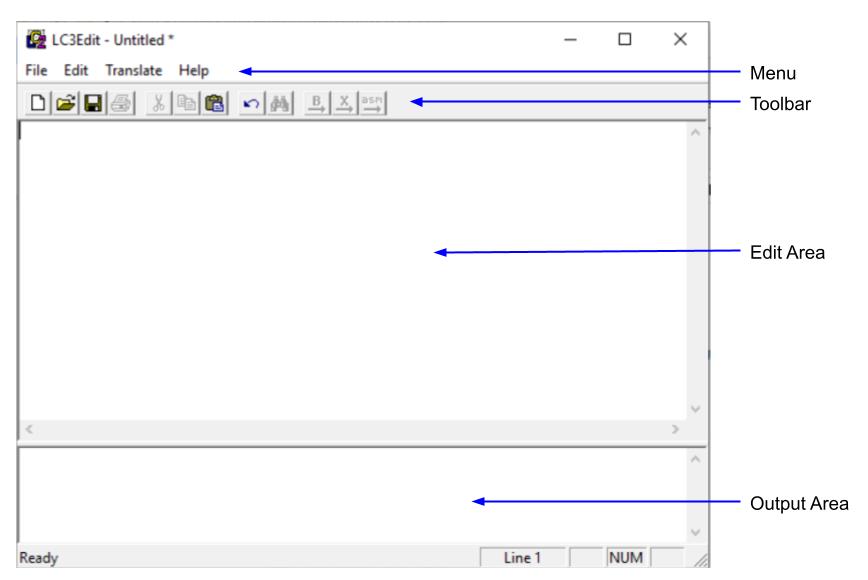 LC3Edit - Untitled *
File Edit Translate Help
Menu
B X asm
Toolbar
Edit Area
Output Area
Ready Line 1 NUM